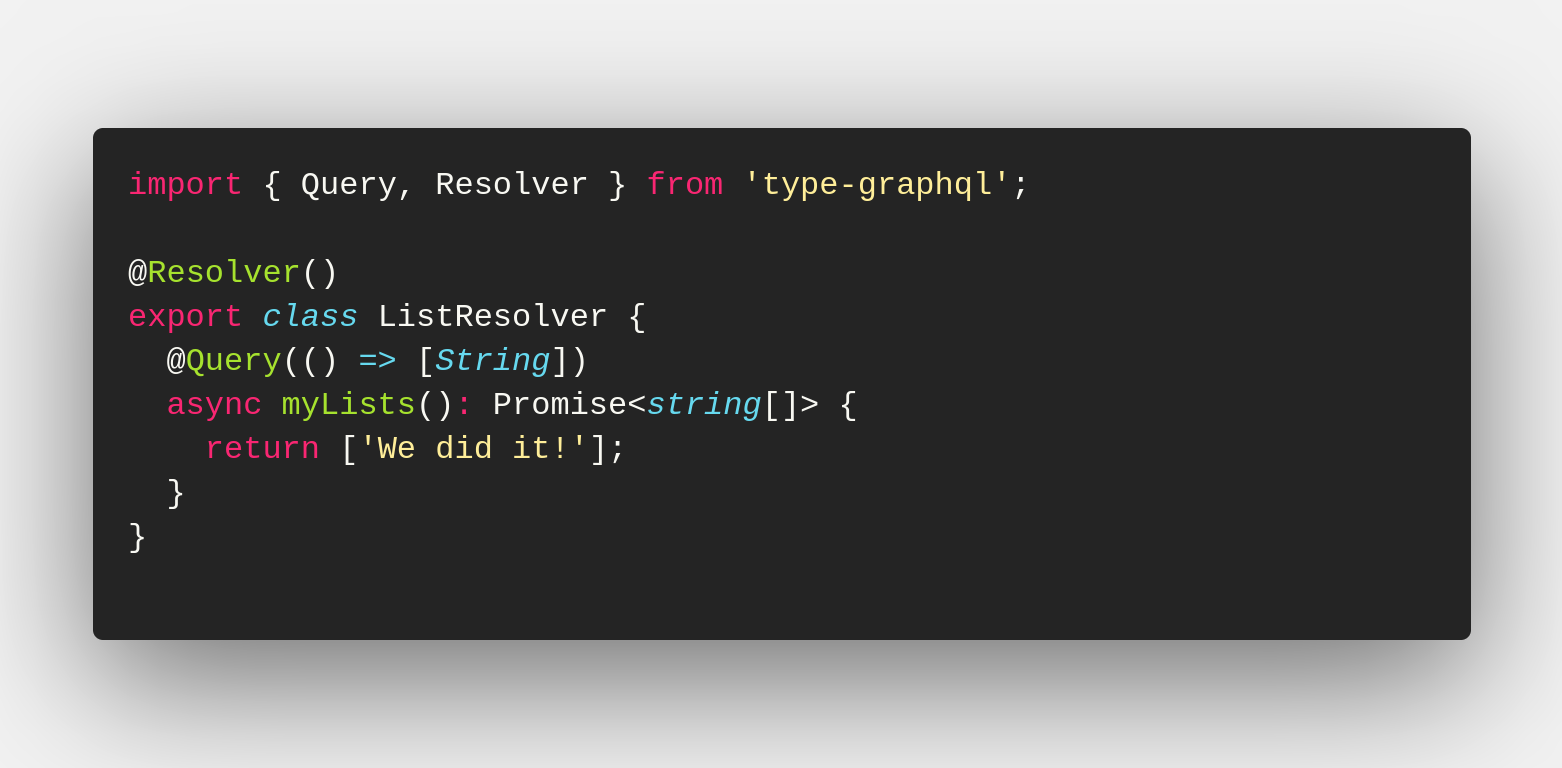 import { Query, Resolver } from 'type-graphql';

@Resolver()
export class ListResolver {
  @Query(() => [String])
  async myLists(): Promise<string[]> {
    return ['We did it!'];
  }
}